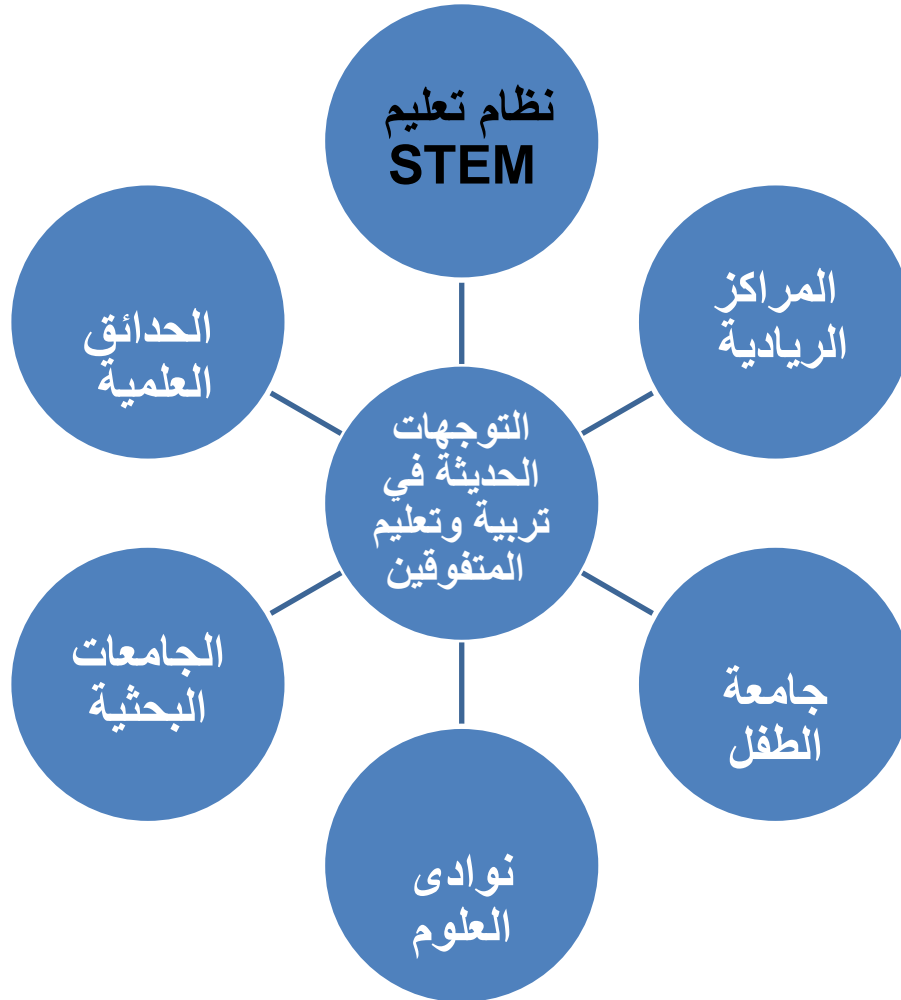 نظام تعليم
STEM
المراكز
الريادية
جامعة
الطفل
نوادى
العلوم
الجامعات
البحثية
الحدائق
العلمية
التوجهات
الحديثة في
تربية وتعليم
المتفوقين